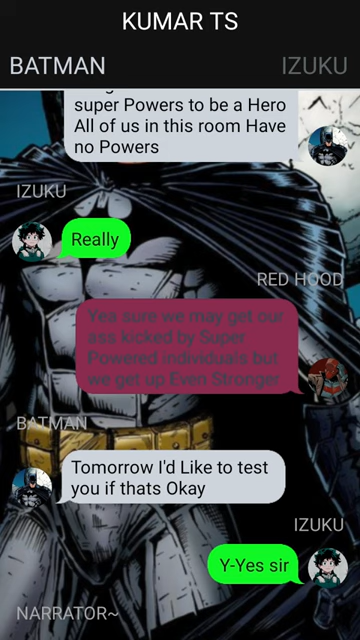 KUMAR TS
BATMAN
IZUKU
super Powers to be a Hero
All of us in this room Have
no Powers
IZUKU
Really
RED HOOD
Yea sure we may get our
ass kicked by Super
Powered individuals but
we get up Even Stronger
BATMAN
Tomorrow I'd Like to test
you if thats Okay
IZUKU
Y-Yes sir
NARRATOR~